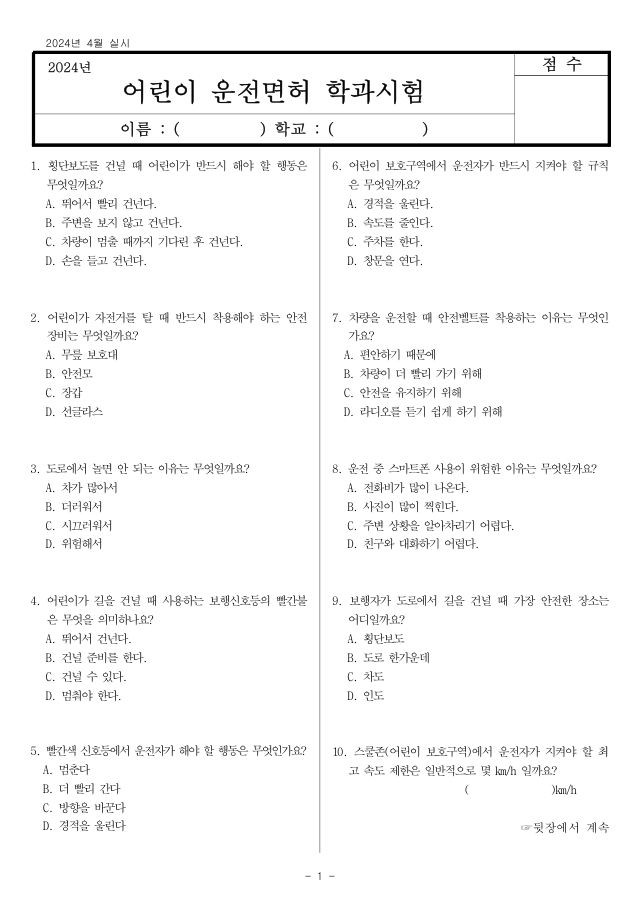 2024년 4월 실시
2024년
점 수
어린이 운전면허 학과시험
이름 : ( ) 학교 : ( )
1. 횡단보도를 건널 때 어린이가 반드시 해야 할 행동은
무엇일까요?
A. 뛰어서 빨리 건넌다.
B. 주변을 보지 않고 건넌다.
C. 차량이 멈출 때까지 기다린 후 건넌다.
D. 손을 들고 건넌다.
2. 어린이가 자전거를 탈 때 반드시 착용해야 하는 안전
장비는 무엇일까요?
A. 무릎 보호대
B. 안전모
C. 장갑
D. 선글라스
3. 도로에서 놀면 안 되는 이유는 무엇일까요?
A. 차가 많아서
B. 더러워서
C. 시끄러워서
D. 위험해서
4. 어린이가 길을 건널 때 사용하는 보행신호등의 빨간불
은 무엇을 의미하나요?
A. 뛰어서 건넌다.
B. 건널 준비를 한다.
C. 건널 수 있다.
D. 멈춰야 한다.
5. 빨간색 신호등에서 운전자가 해야 할 행동은 무엇인가요?
A. 멈춘다
B. 더 빨리 간다
C. 방향을 바꾼다
D. 경적을 울린다
6. 어린이 보호구역에서 운전자가 반드시 지켜야 할 규칙
은 무엇일까요?
A. 경적을 울린다.
B. 속도를 줄인다.
C. 주차를 한다.
D. 창문을 연다.
7. 차량을 운전할 때 안전벨트를 착용하는 이유는 무엇인
가요?
A. 편안하기 때문에
B. 차량이 더 빨리 가기 위해
C. 안전을 유지하기 위해
D. 라디오를 듣기 쉽게 하기 위해
8. 운전 중 스마트폰 사용이 위험한 이유는 무엇일까요?
A. 전화비가 많이 나온다.
B. 사진이 많이 찍힌다.
C. 주변 상황을 알아차리기 어렵다.
D. 친구와 대화하기 어렵다.
9. 보행자가 도로에서 길을 건널 때 가장 안전한 장소는
어디일까요?
A. 횡단보도
B. 도로 한가운데
C. 차도
D. 인도
10. 스쿨존(어린이 보호구역)에서 운전자가 지켜야 할 최
고 속도 제한은 일반적으로 몇 km/h 일까요?
( )km/h
☞뒷장에서 계속
- 1 -